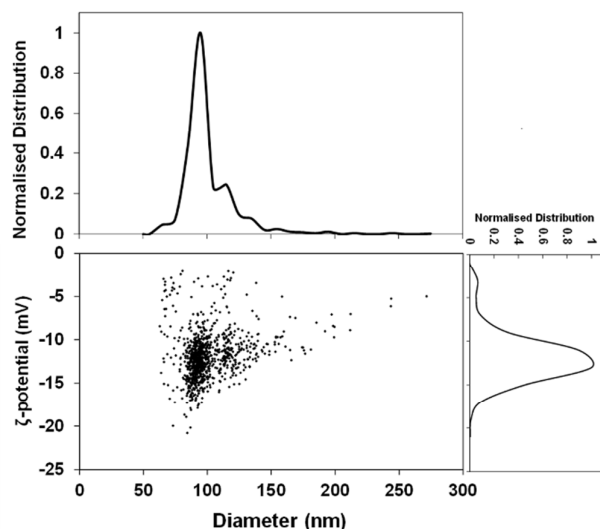 Normalised Distribution
1
0.8
0.6
0.4
0.2
0
Normalised Distribution
0 0.2 0.4 0.6 0.8 1
ζ-potential (mV)
0
-5
-10
-15
-20
-25
0 50 100 150 200 250 300
Diameter (nm)